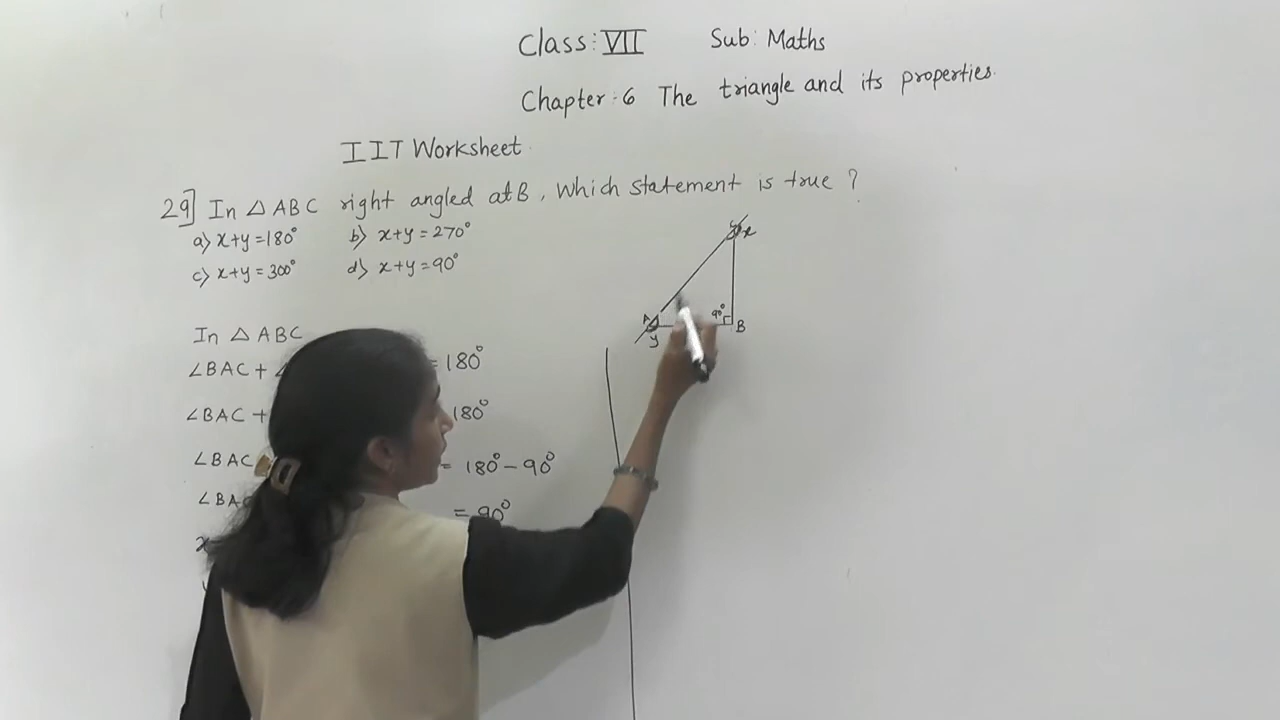 Class: VII Sub: Maths
Chapter: 6 The triangle and its properties.
IIT Worksheet.
29] In △ABC right angled at B, Which statement is true ?
a) x+y=180° b) x+y=270°
c) x+y=300° d) x+y=90°
x
A 90° B
y
In △ABC
∠BAC + = 180°
∠BAC + 180°
∠BAC = 180° - 90°
= 90°